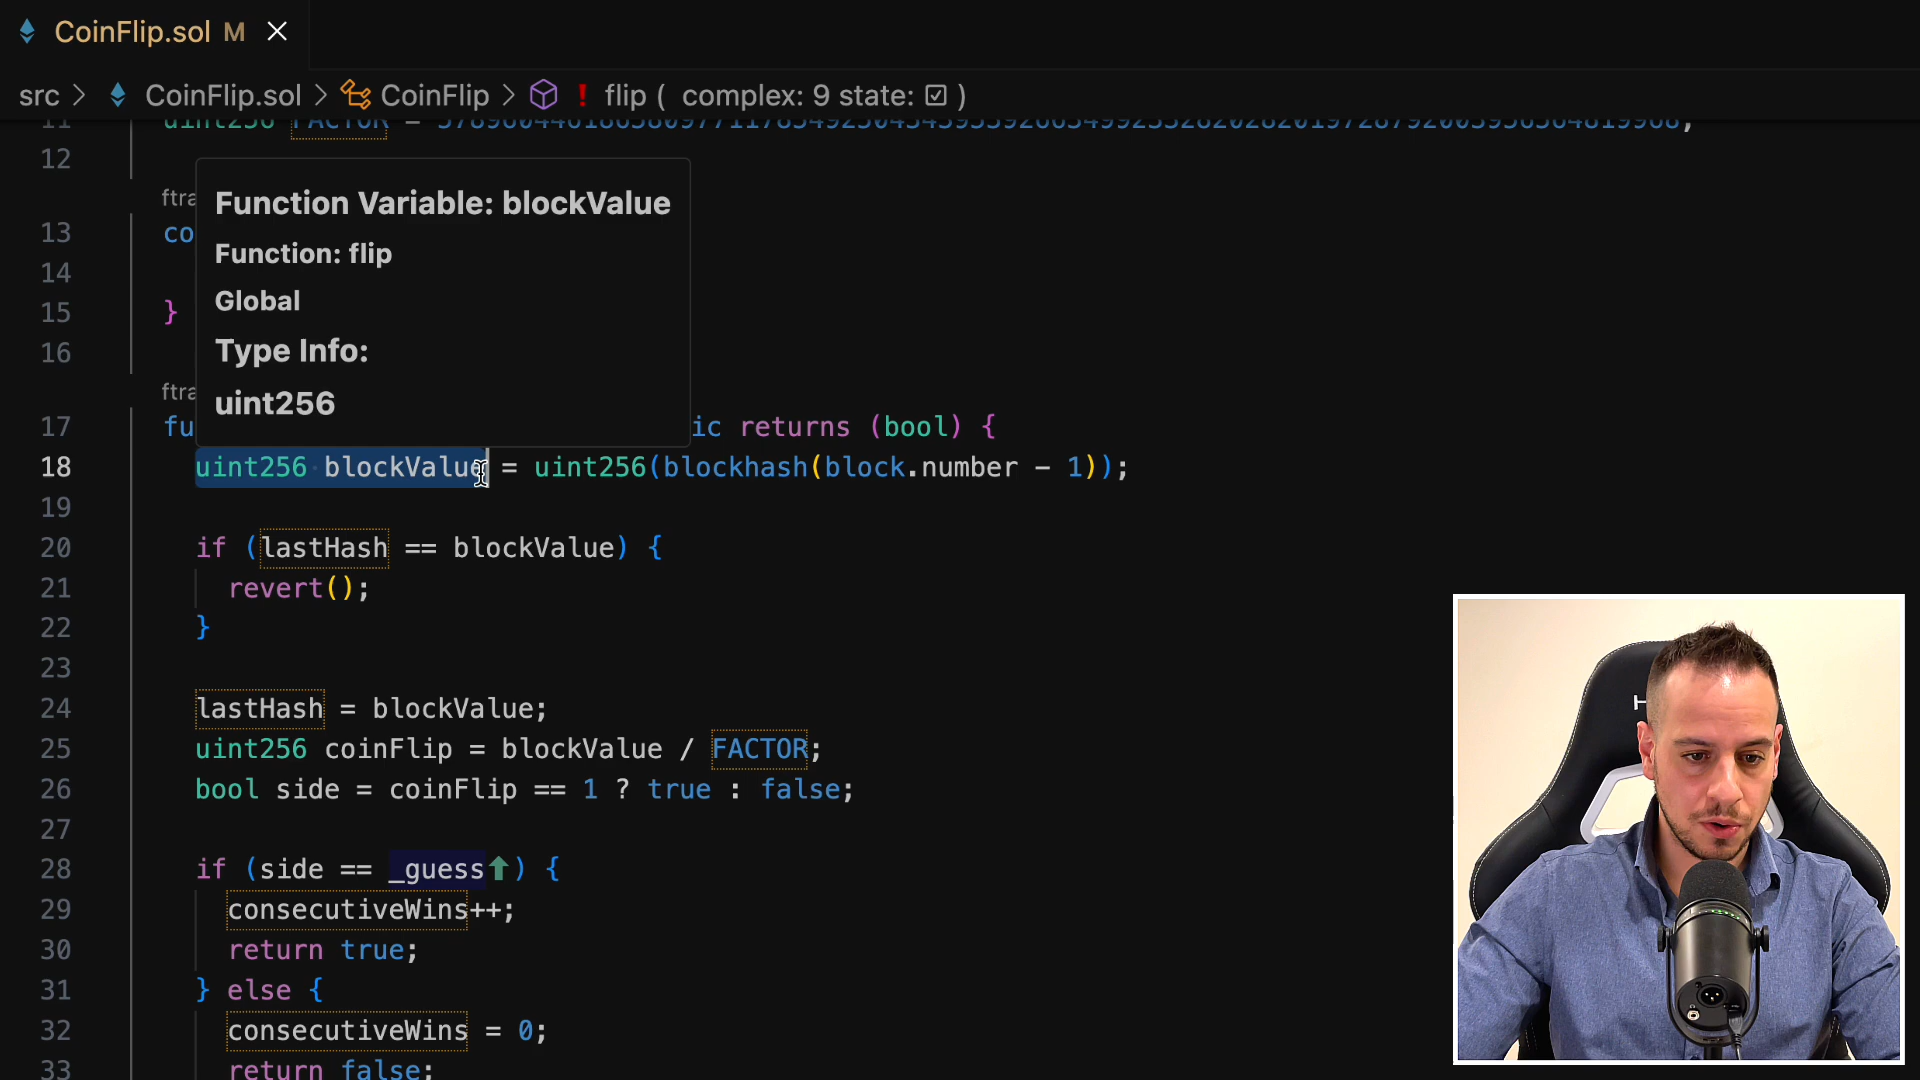 CoinFlip.sol M
src > CoinFlip.sol > CoinFlip > ! flip ( complex: 9 state: ☑ )
11 uint256 FACTOR =
12
ftra
13 co
14
15 }
16
Function Variable: blockValue
Function: flip
Global
Type Info:
uint256
ftra
17 fu ic returns (bool) {
18 uint256 blockValue = uint256(blockhash(block.number - 1));
19
20 if (lastHash == blockValue) {
21 revert();
22 }
23
24 lastHash = blockValue;
25 uint256 coinFlip = blockValue / FACTOR;
26 bool side = coinFlip == 1 ? true : false;
27
28 if (side == _guess⬆) {
29 consecutiveWins++;
30 return true;
31 } else {
32 consecutiveWins = 0;
33 return false;